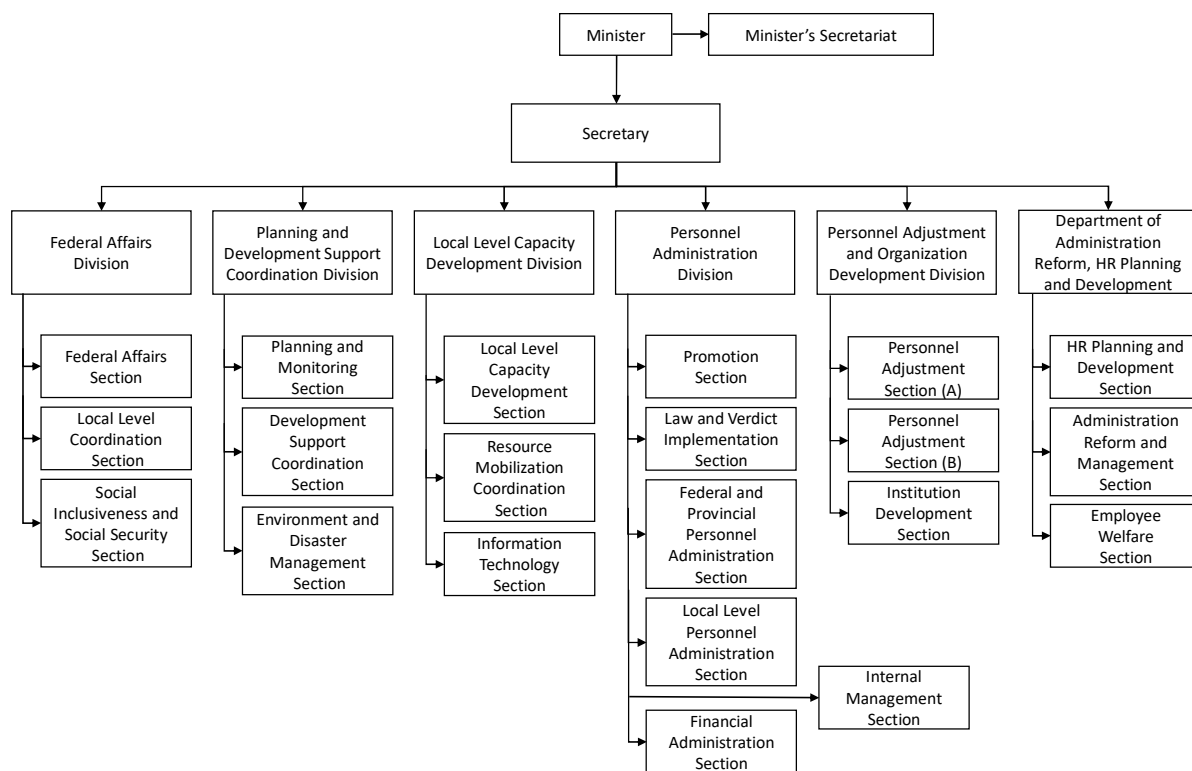 Minister
Minister’s Secretariat
Secretary
Federal Affairs
Division
Planning and
Development Support
Coordination Division
Local Level Capacity
Development Division
Personnel
Administration
Division
Personnel Adjustment
and Organization
Development Division
Department of
Administration
Reform, HR Planning
and Development
Federal Affairs
Section
Local Level
Coordination
Section
Social
Inclusiveness and
Social Security
Section
Planning and
Monitoring
Section
Development
Support
Coordination
Section
Environment and
Disaster
Management
Section
Local Level
Capacity
Development
Section
Resource
Mobilization
Coordination
Section
Information
Technology
Section
Promotion
Section
Law and Verdict
Implementation
Section
Federal and
Provincial
Personnel
Administration
Section
Local Level
Personnel
Administration
Section
Internal
Management
Section
Financial
Administration
Section
Personnel
Adjustment
Section (A)
Personnel
Adjustment
Section (B)
Institution
Development
Section
HR Planning and
Development
Section
Administration
Reform and
Management
Section
Employee
Welfare
Section